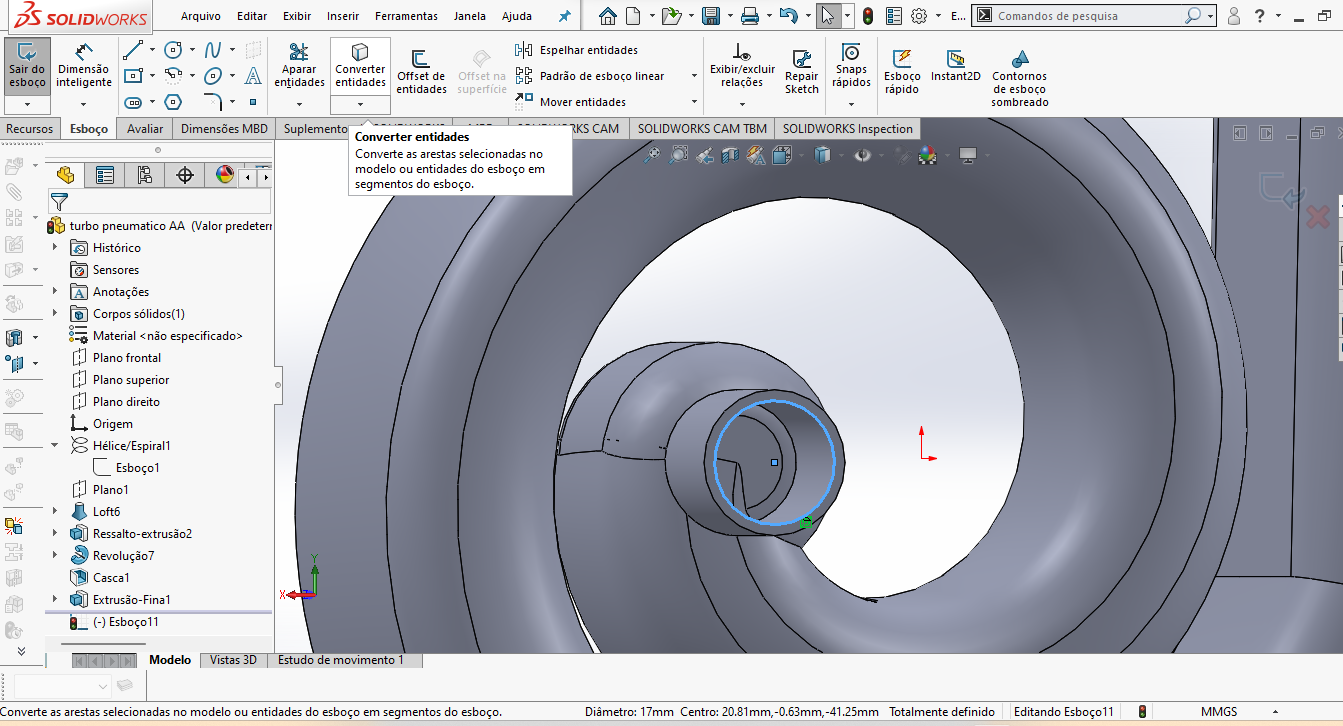 SOLIDWORKS
Arquivo Editar Exibir Inserir Ferramentas Janela Ajuda
E...
Comandos de pesquisa
?
Sair do esboço
Dimensão inteligente
Aparar entidades
Converter entidades
Offset de entidades
Offset na superfície
Espelhar entidades
Padrão de esboço linear
Mover entidades
Exibir/excluir relações
Repair Sketch
Snaps rápidos
Esboço rápido
Instant2D
Contornos de esboço sombreado
Recursos Esboço Avaliar Dimensões MBD Suplemento
KS CAM SOLIDWORKS CAM TBM SOLIDWORKS Inspection
Converter entidades
Converte as arestas selecionadas no
modelo ou entidades do esboço em
segmentos do esboço.
turbo pneumatico AA (Valor predeterr
Histórico
Sensores
Anotações
Corpos sólidos(1)
Material <não especificado>
Plano frontal
Plano superior
Plano direito
Origem
Hélice/Espiral1
Esboço1
Plano1
Loft6
Ressalto-extrusão2
Revolução7
Casca1
Extrusão-Fina1
(-) Esboço11
Y
X
Modelo Vistas 3D Estudo de movimento 1
Converte as arestas selecionadas no modelo ou entidades do esboço em segmentos do esboço.
Diâmetro: 17mm Centro: 20.81mm,-0.63mm,-41.25mm Totalmente definido Editando Esboço11 MMGS